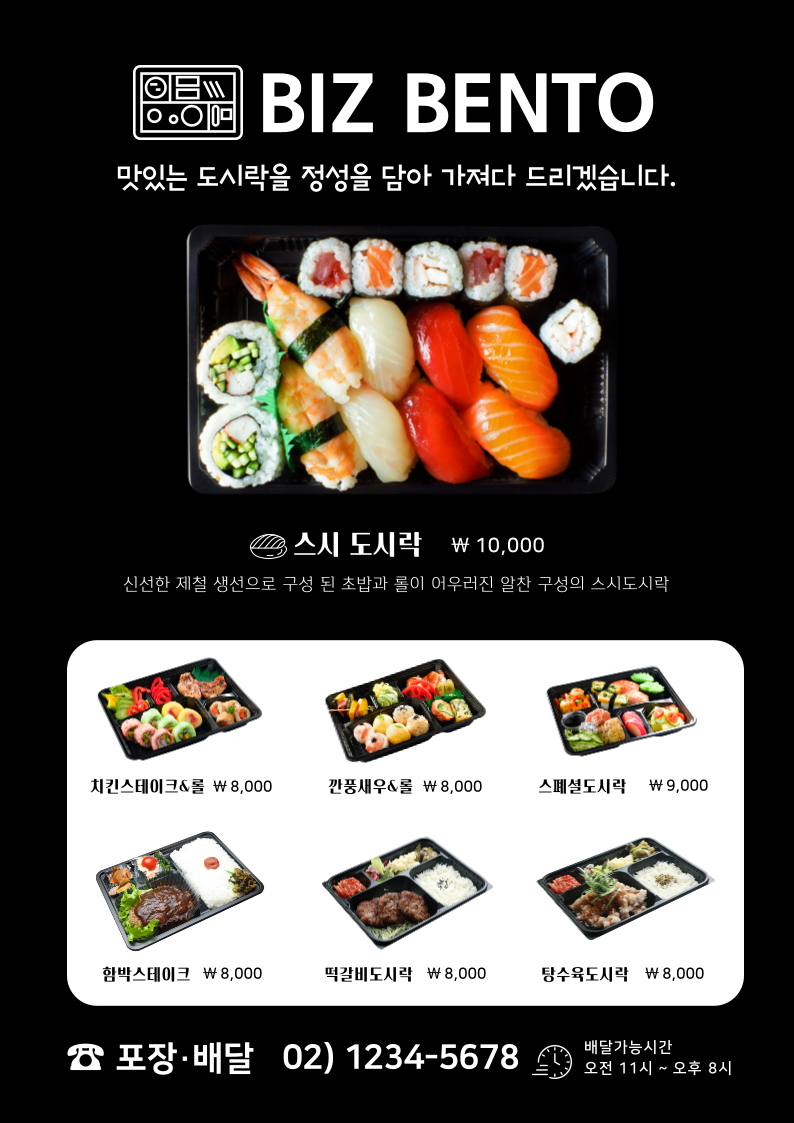 BIZ BENTO
맛있는 도시락을 정성을 담아 가져다 드리겠습니다.
스시 도시락 ₩ 10,000
신선한 제철 생선으로 구성 된 초밥과 롤이 어우러진 알찬 구성의 스시도시락
치킨스테이크&롤 ₩ 8,000
깐풍새우&롤 ₩ 8,000
스페셜도시락 ₩ 9,000
함박스테이크 ₩ 8,000
떡갈비도시락 ₩ 8,000
탕수육도시락 ₩ 8,000
포장·배달 02) 1234-5678
배달가능시간
오전 11시 ~ 오후 8시